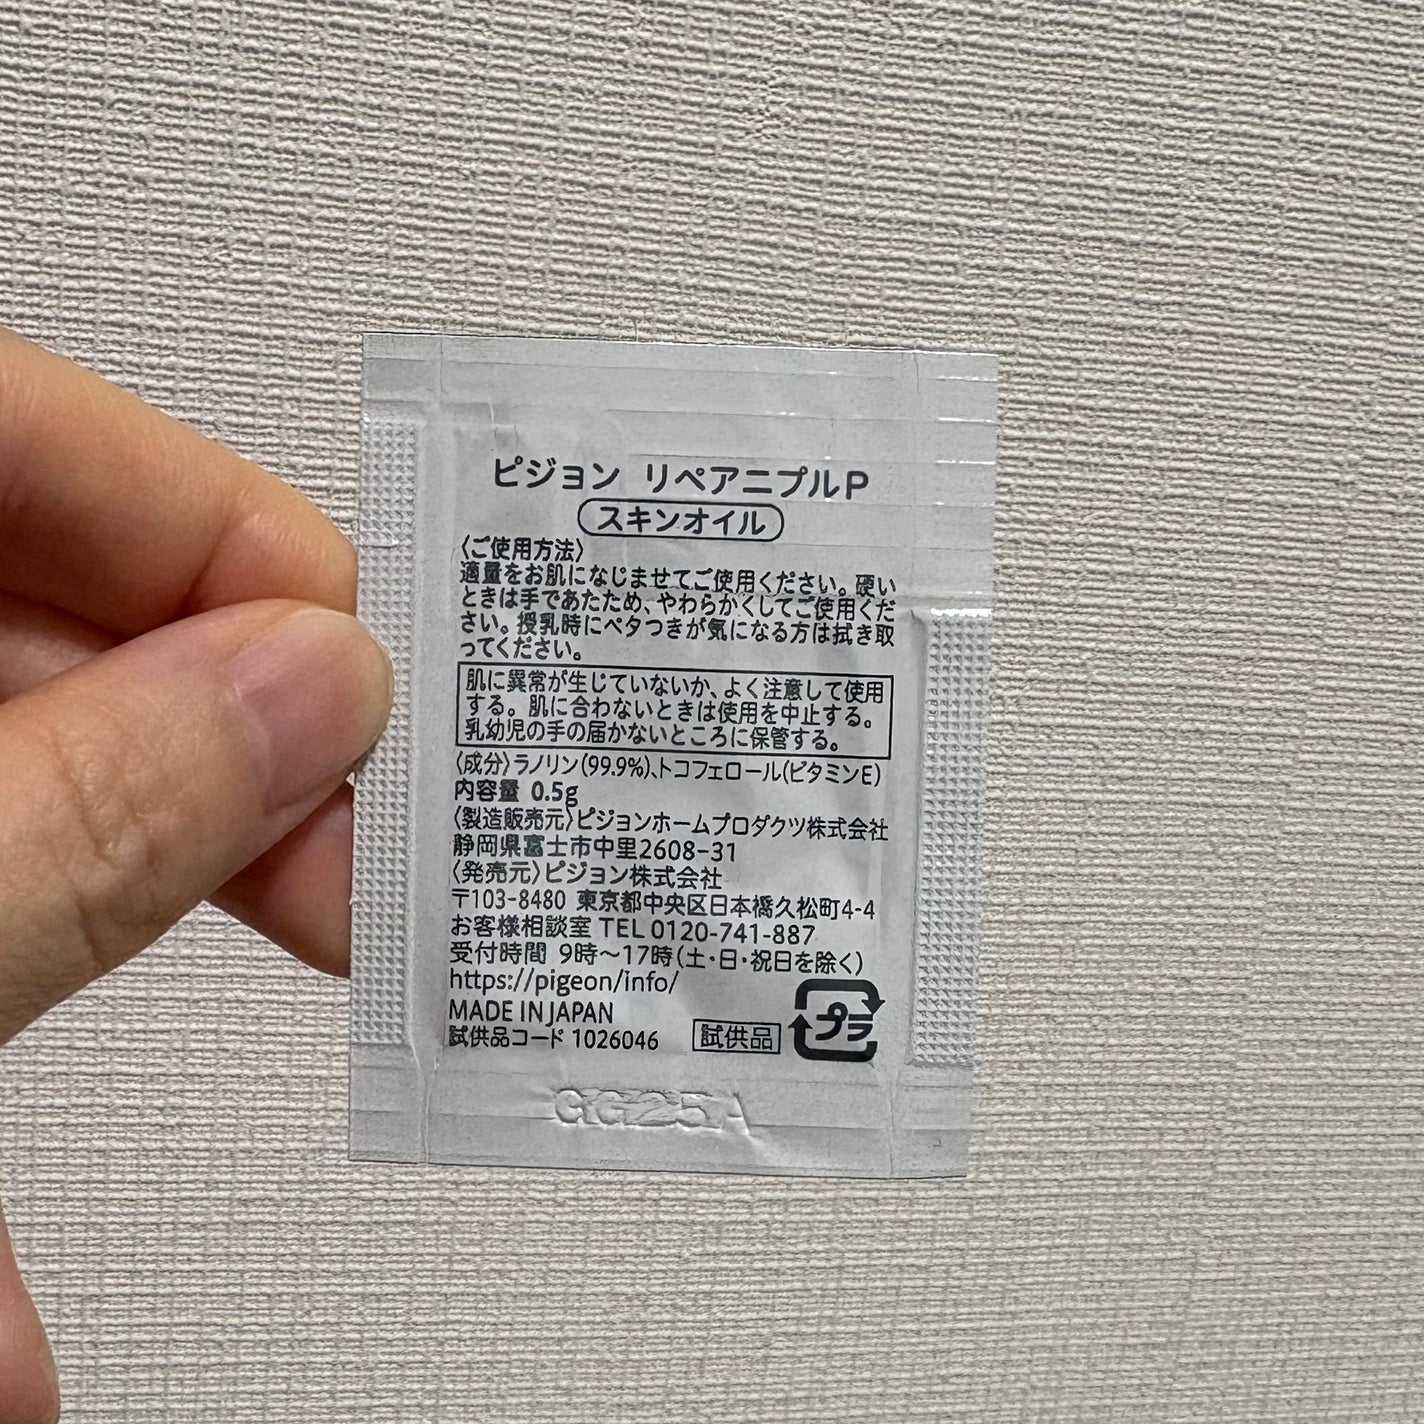 ピジョン リペアニプルP
スキンオイル
〈ご使用方法〉
適量をお肌になじませてご使用ください。硬い
ときは手であたため、やわらかくしてご使用くだ
さい。授乳時にベタつきが気になる方は拭き取
ってください。
肌に異常が生じていないか、よく注意して使用
する。肌に合わないときは使用を中止する。
乳幼児の手の届かないところに保管する。
〈成分〉ラノリン(99.9%)、トコフェロール(ビタミンE)
内容量 0.5g
〈製造販売元〉ピジョンホームプロダクツ株式会社
静岡県富士市中里2608-31
〈発売元〉ピジョン株式会社
〒103-8480 東京都中央区日本橋久松町4-4
お客様相談室 TEL 0120-741-887
受付時間 9時～17時(土・日・祝日を除く)
https://pigeon/info/
MADE IN JAPAN
試供品コード 1026046 試供品 プラ
GG25A